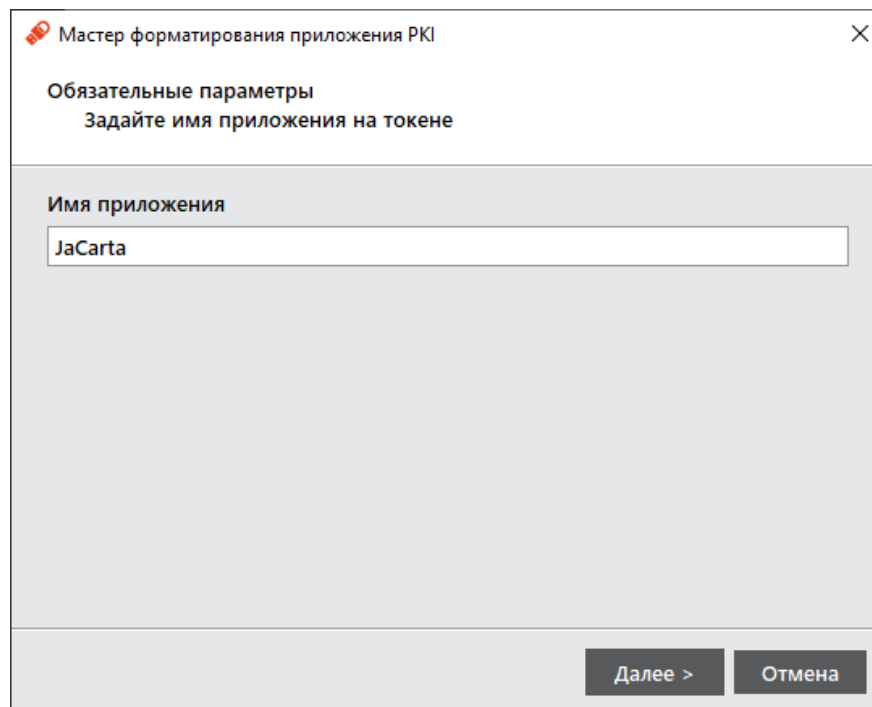 Мастер форматирования приложения PKI
Обязательные параметры
Задайте имя приложения на токене
Имя приложения
JaCarta
Далее >
Отмена